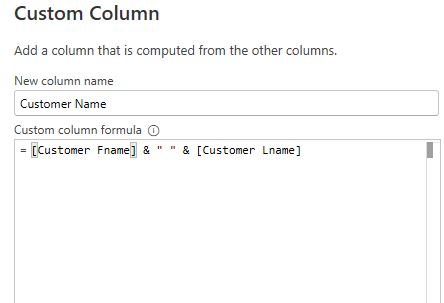 Custom Column
Add a column that is computed from the other columns.
New column name
Customer Name
Custom column formula
= [Customer Fname] & " " & [Customer Lname]